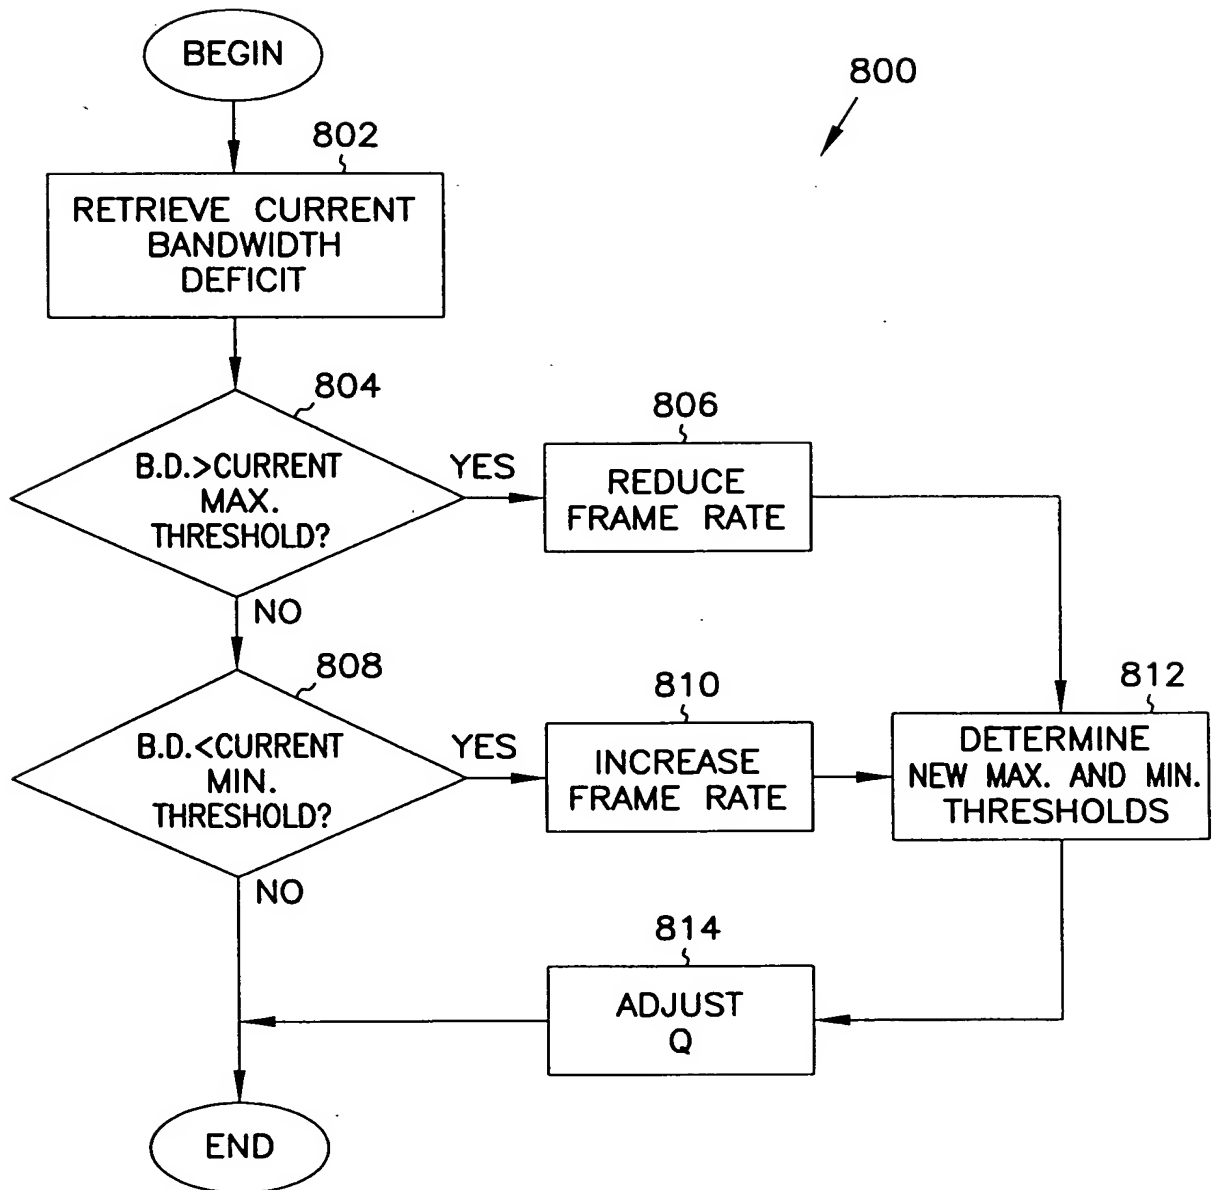 BEGIN
800
802
RETRIEVE CURRENT
BANDWIDTH
DEFICIT
804
B.D.>CURRENT
MAX.
THRESHOLD?
YES
806
REDUCE
FRAME RATE
NO
808
B.D.<CURRENT
MIN.
THRESHOLD?
YES
810
INCREASE
FRAME RATE
812
DETERMINE
NEW MAX. AND MIN.
THRESHOLDS
NO
814
ADJUST
Q
END